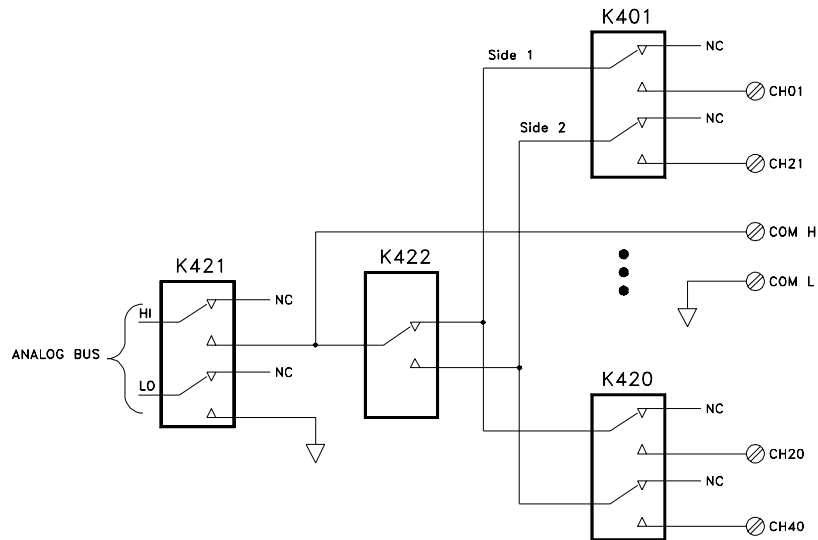 K401
Side 1
NC
CH01
Side 2
NC
CH21
COM H
K421
K422
HI
NC
COM L
ANALOG BUS
LO
NC
K420
NC
CH20
NC
CH40